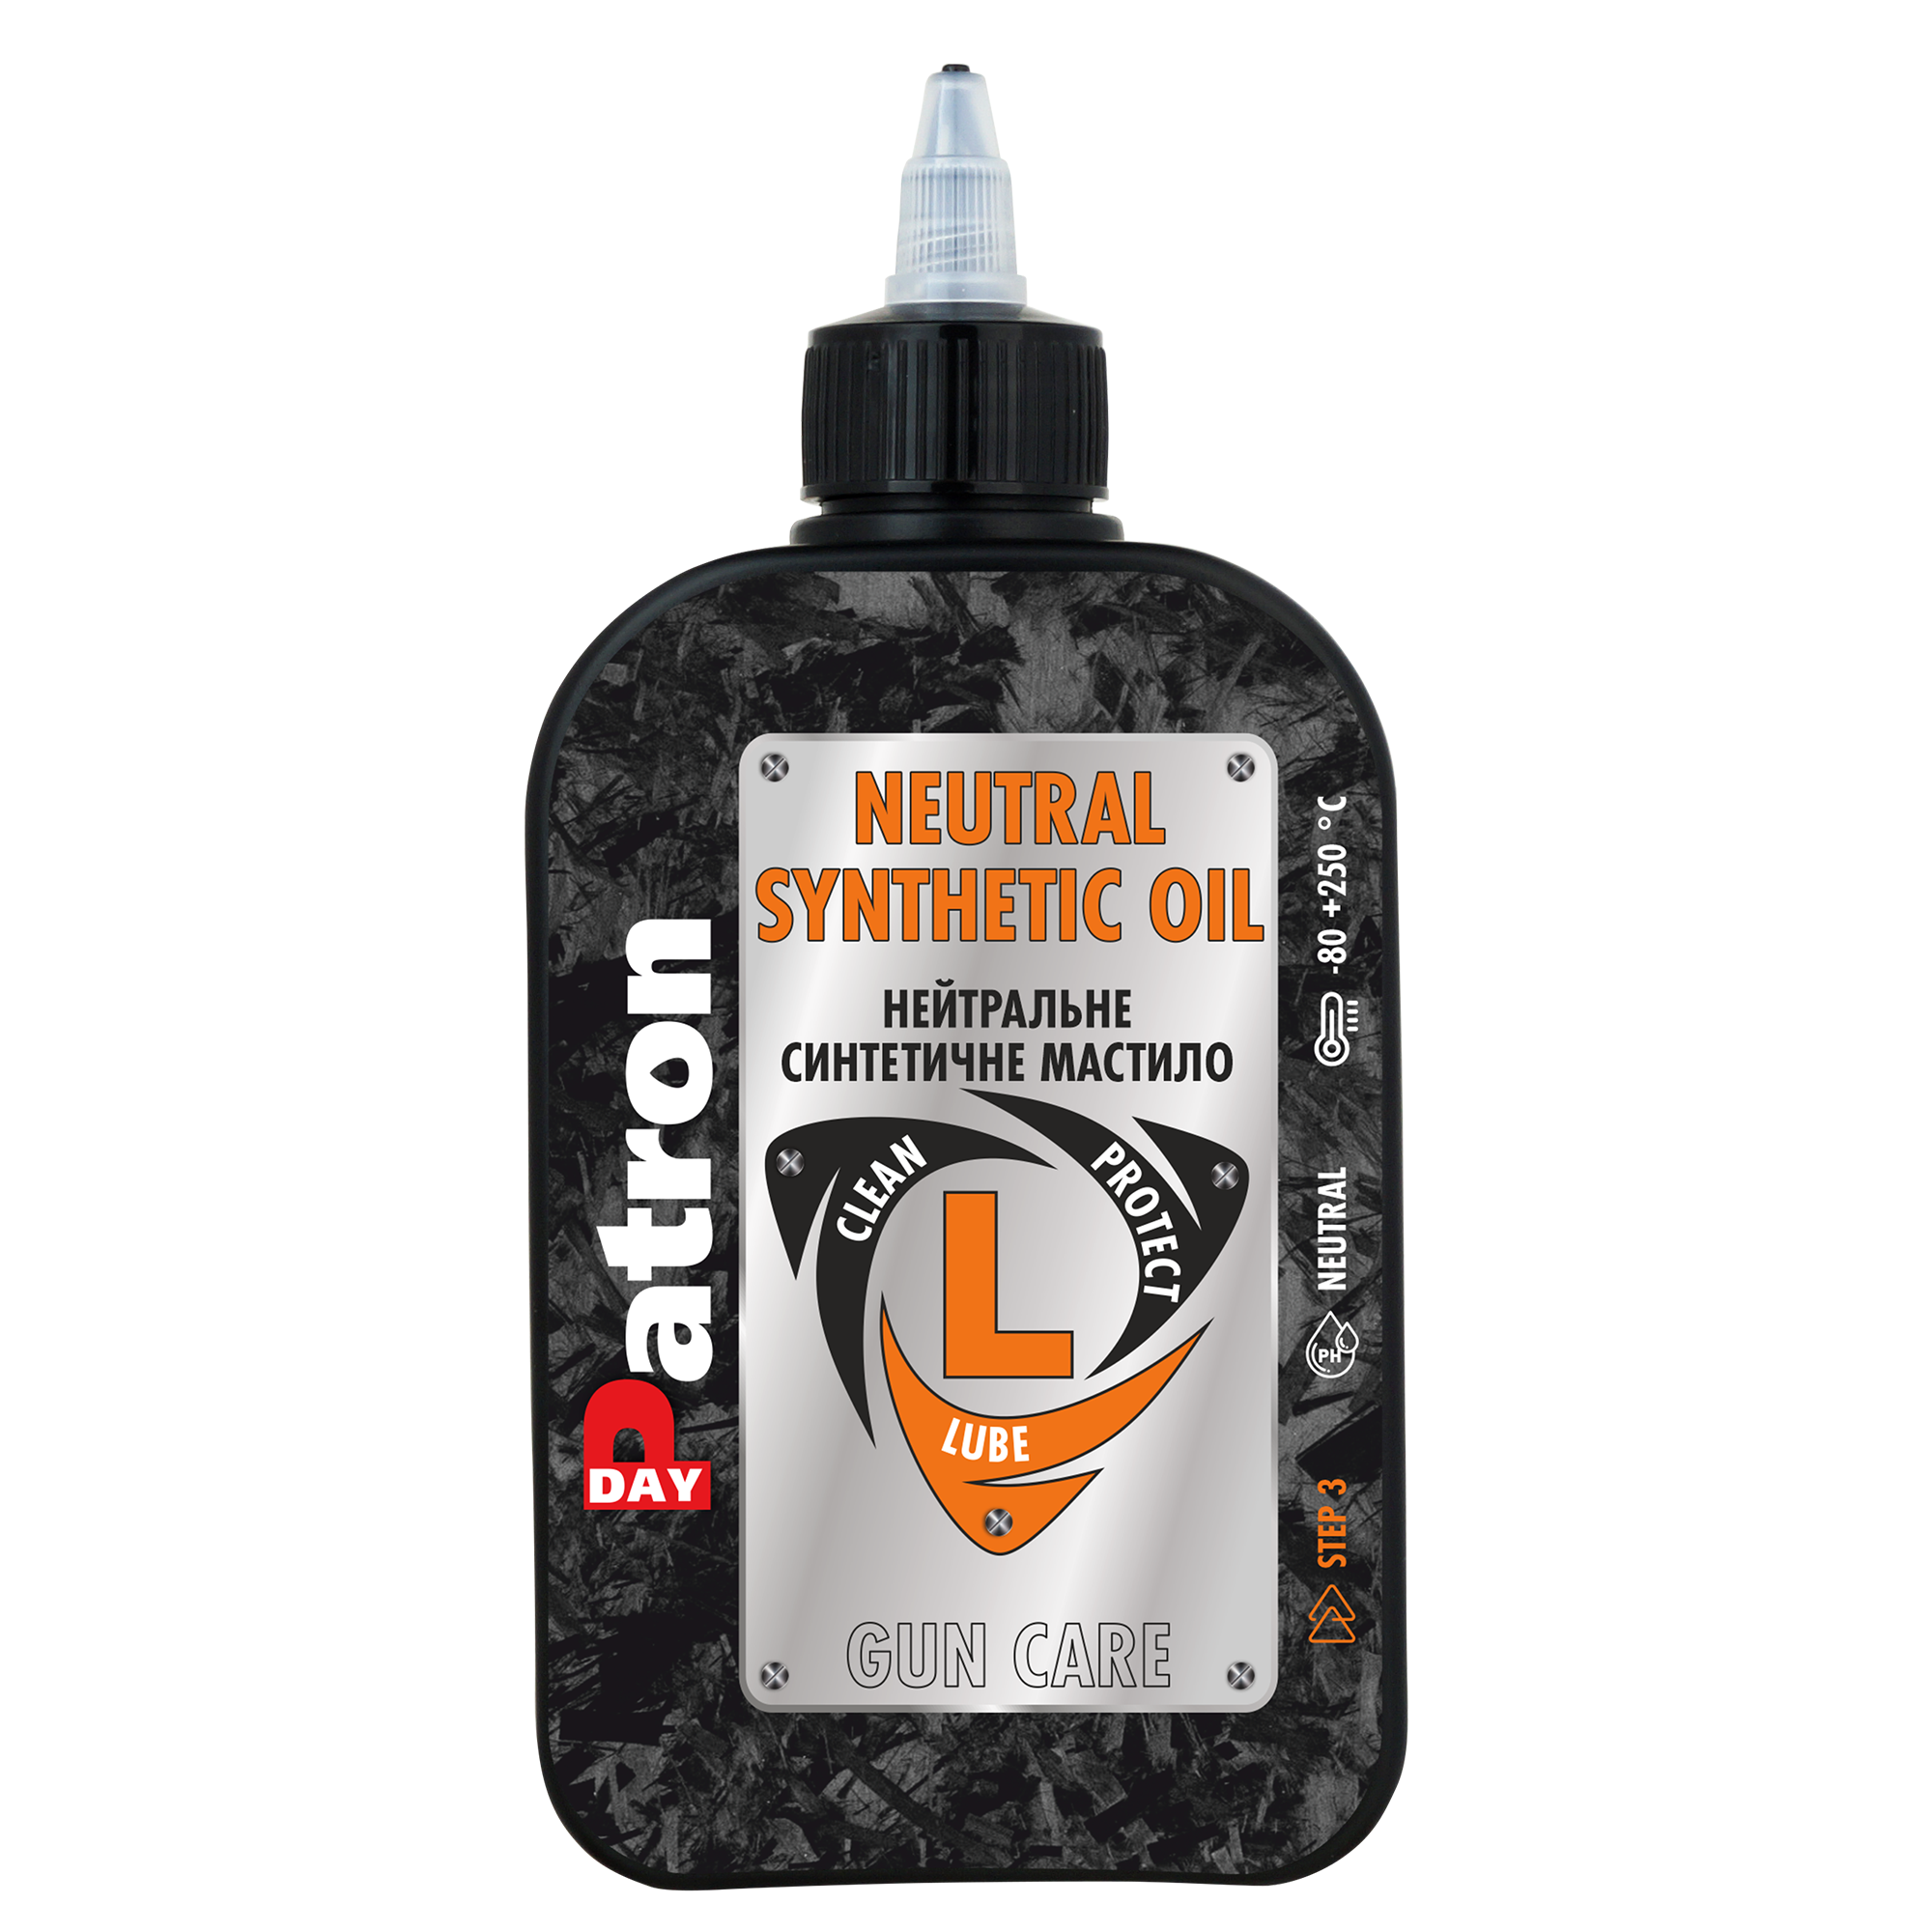 NEUTRAL
SYNTHETIC OIL
НЕЙТРАЛЬНЕ
СИНТЕТИЧНЕ МАСТИЛО
CLEAN
PROTECT
L
LUBE
GUN CARE
Patron
DAY
-80 +250 °C
NEUTRAL
PH
STEP 3